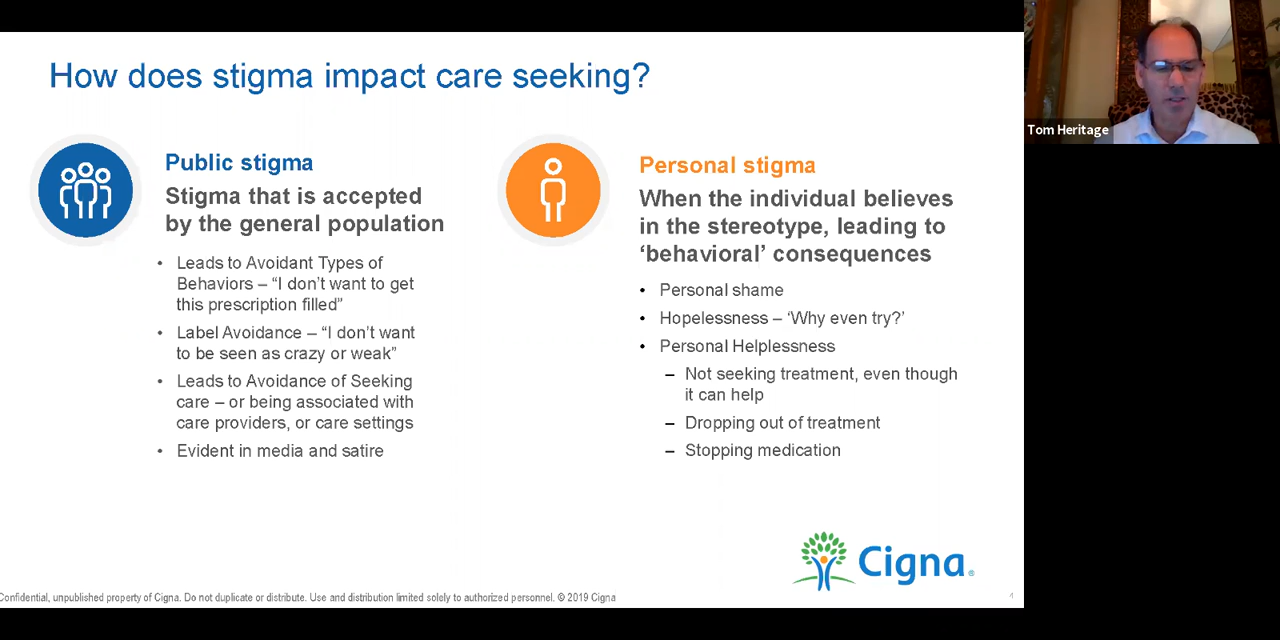 How does stigma impact care seeking?
Public stigma
Stigma that is accepted
by the general population
• Leads to Avoidant Types of
Behaviors – “I don’t want to get
this prescription filled”
• Label Avoidance – “I don’t want
to be seen as crazy or weak”
• Leads to Avoidance of Seeking
care – or being associated with
care providers, or care settings
• Evident in media and satire
Personal stigma
When the individual believes
in the stereotype, leading to
‘behavioral’ consequences
• Personal shame
• Hopelessness – ‘Why even try?’
• Personal Helplessness
– Not seeking treatment, even though
it can help
– Dropping out of treatment
– Stopping medication
Cigna®
Confidential, unpublished property of Cigna. Do not duplicate or distribute. Use and distribution limited solely to authorized personnel. © 2019 Cigna
4
Tom Heritage